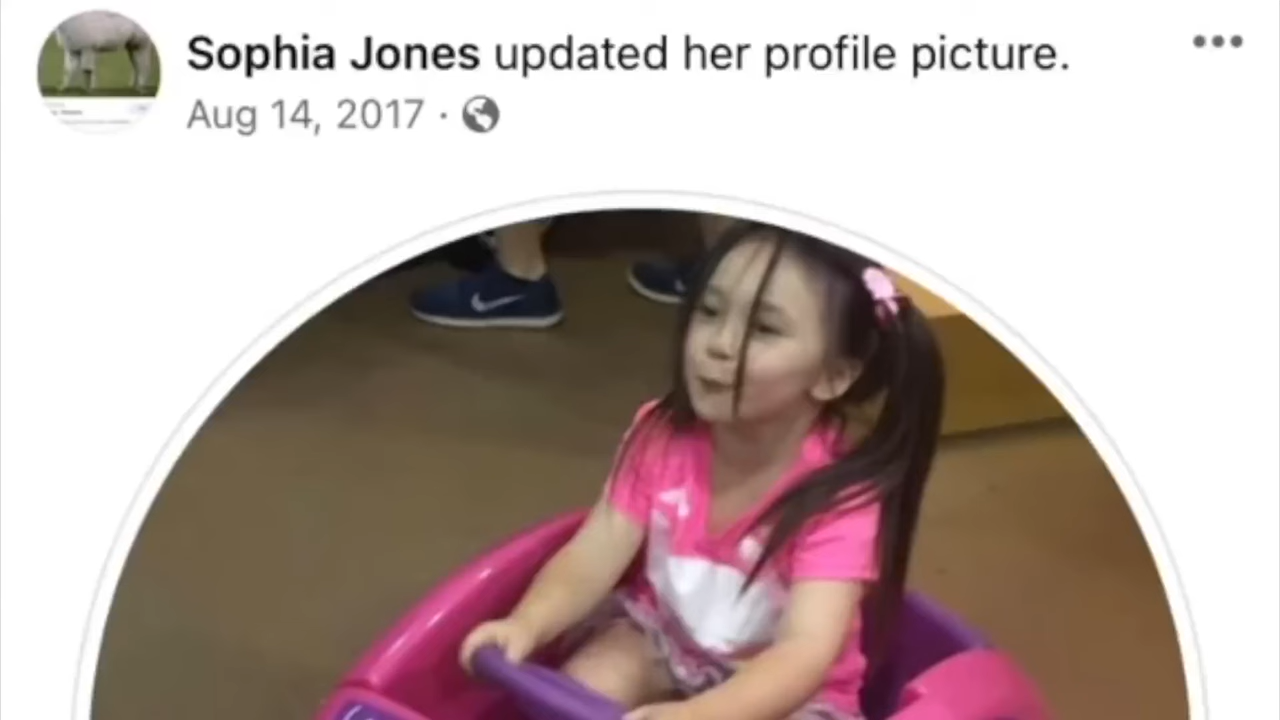 Sophia Jones updated her profile picture.
Aug 14, 2017 ·